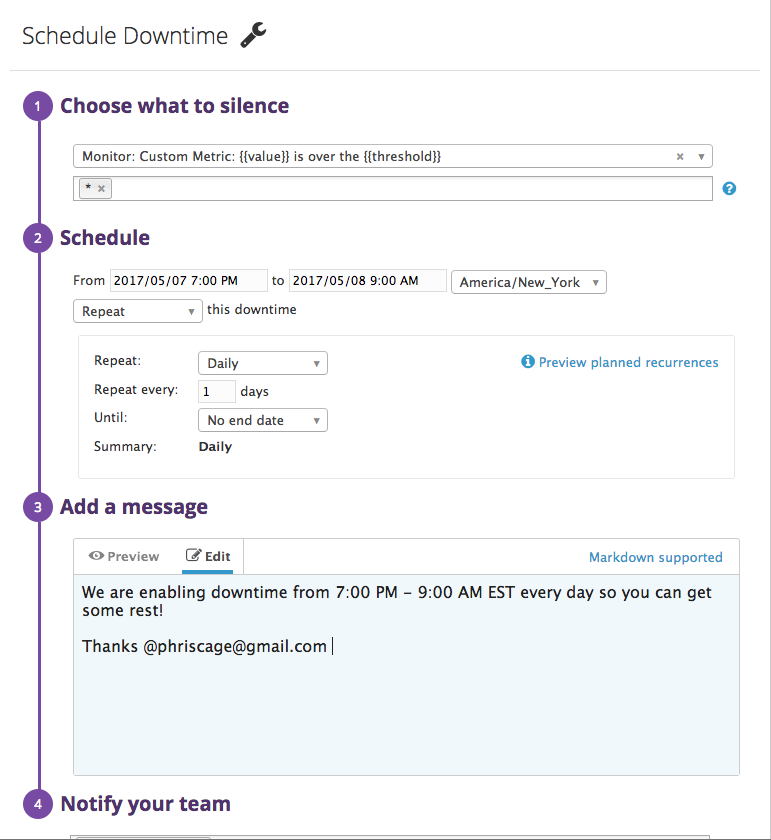 Schedule Downtime
1 Choose what to silence
Monitor: Custom Metric: {{value}} is over the {{threshold}} × ▼
* × ?
2 Schedule
From 2017/05/07 7:00 PM to 2017/05/08 9:00 AM America/New_York ▼
Repeat ▼ this downtime
Repeat: Daily ▼ i Preview planned recurrences
Repeat every: 1 days
Until: No end date ▼
Summary: Daily
3 Add a message
Preview Edit Markdown supported
We are enabling downtime from 7:00 PM – 9:00 AM EST every day so you can get
some rest!
Thanks @phriscage@gmail.com
4 Notify your team